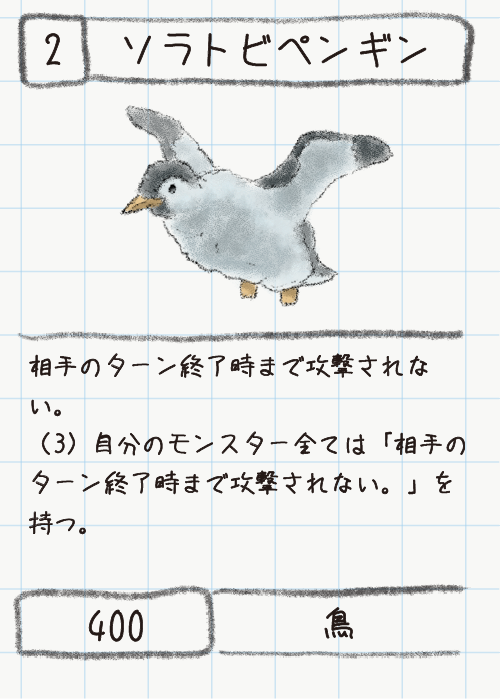 2
ソラトビペンギン
相手のターン終了時まで攻撃されな
い。
(3) 自分のモンスター全ては「相手の
ターン終了時まで攻撃されない。」を
持つ。
400
鳥